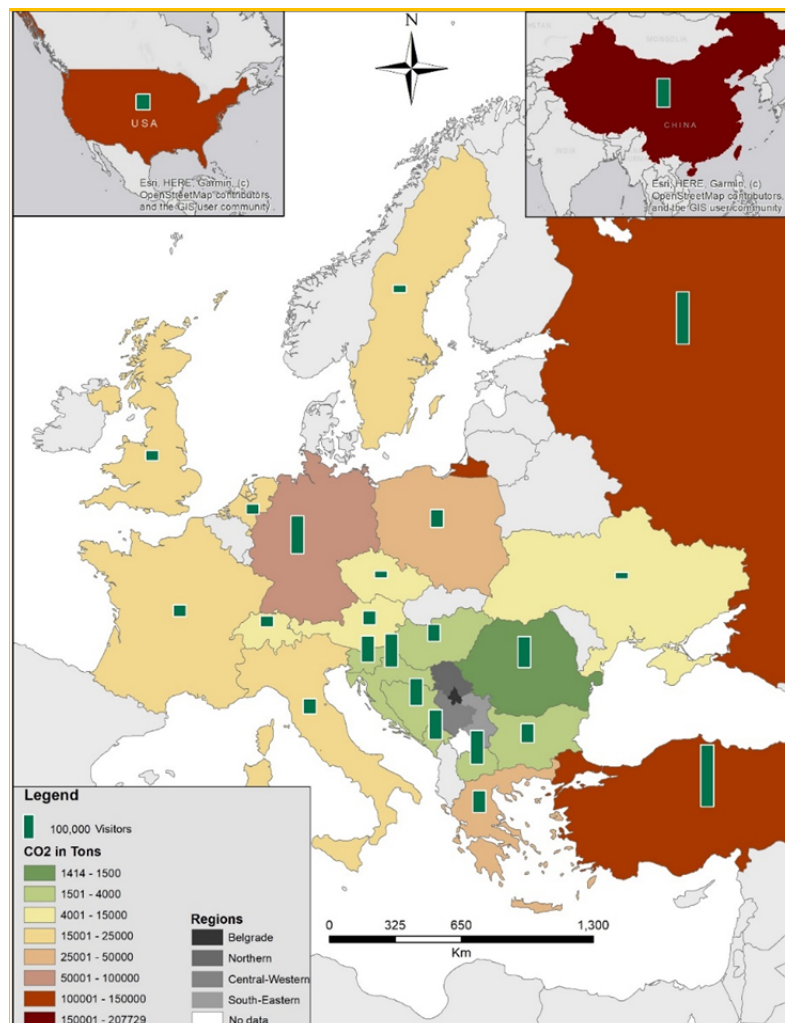 N
USA
Esri, HERE, Garmin, (c)
OpenStreetMap contributors,
and the GIS user community
MONGOLIA
CHINA
INDIA
Esri, HERE, Garmin, (c)
OpenStreetMap contributors,
and the GIS user community
Legend
100,000 Visitors
CO2 in Tons
1414 - 1500
1501 - 4000
4001 - 15000
15001 - 25000
25001 - 50000
50001 - 100000
100001 - 150000
150001 - 207729
Regions
Belgrade
Northern
Central-Western
South-Eastern
No data
0 325 650 1,300
Km